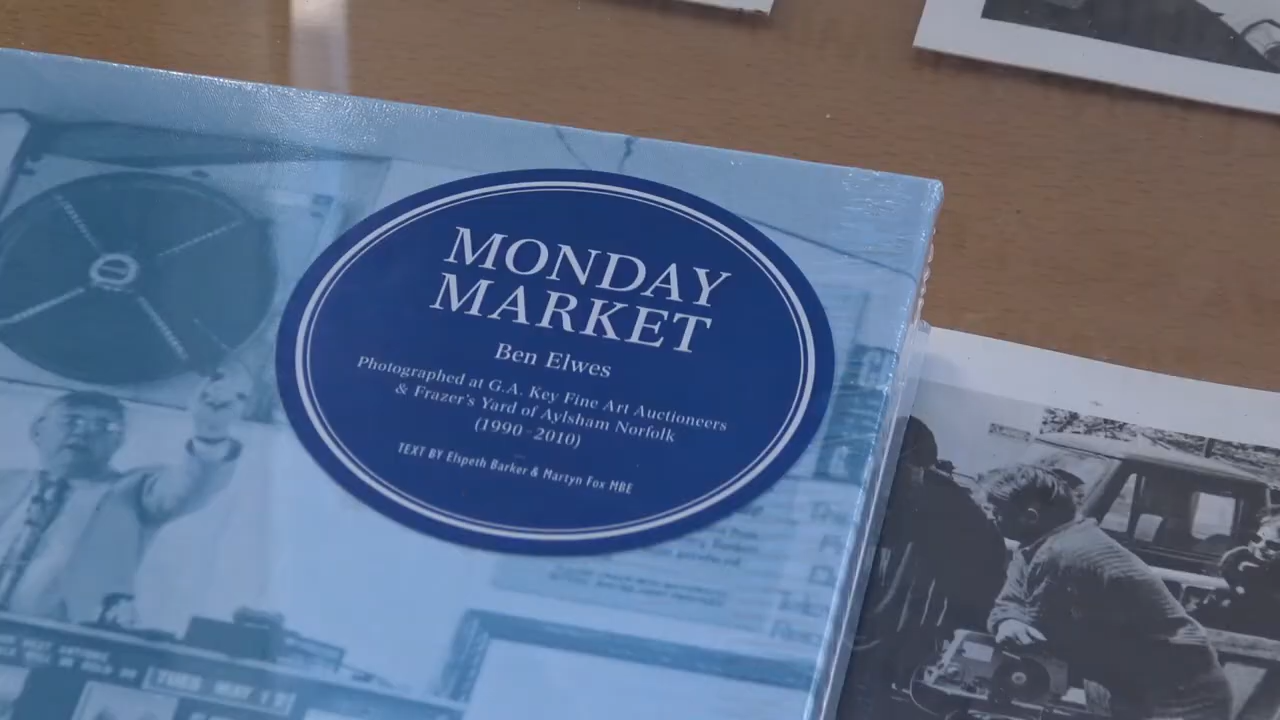 MONDAY
MARKET
Ben Elwes
Photographed at G.A. Key Fine Art Auctioneers
& Frazer's Yard of Aylsham Norfolk
(1990-2010)
TEXT BY Elspeth Barker & Martyn Fox MBE